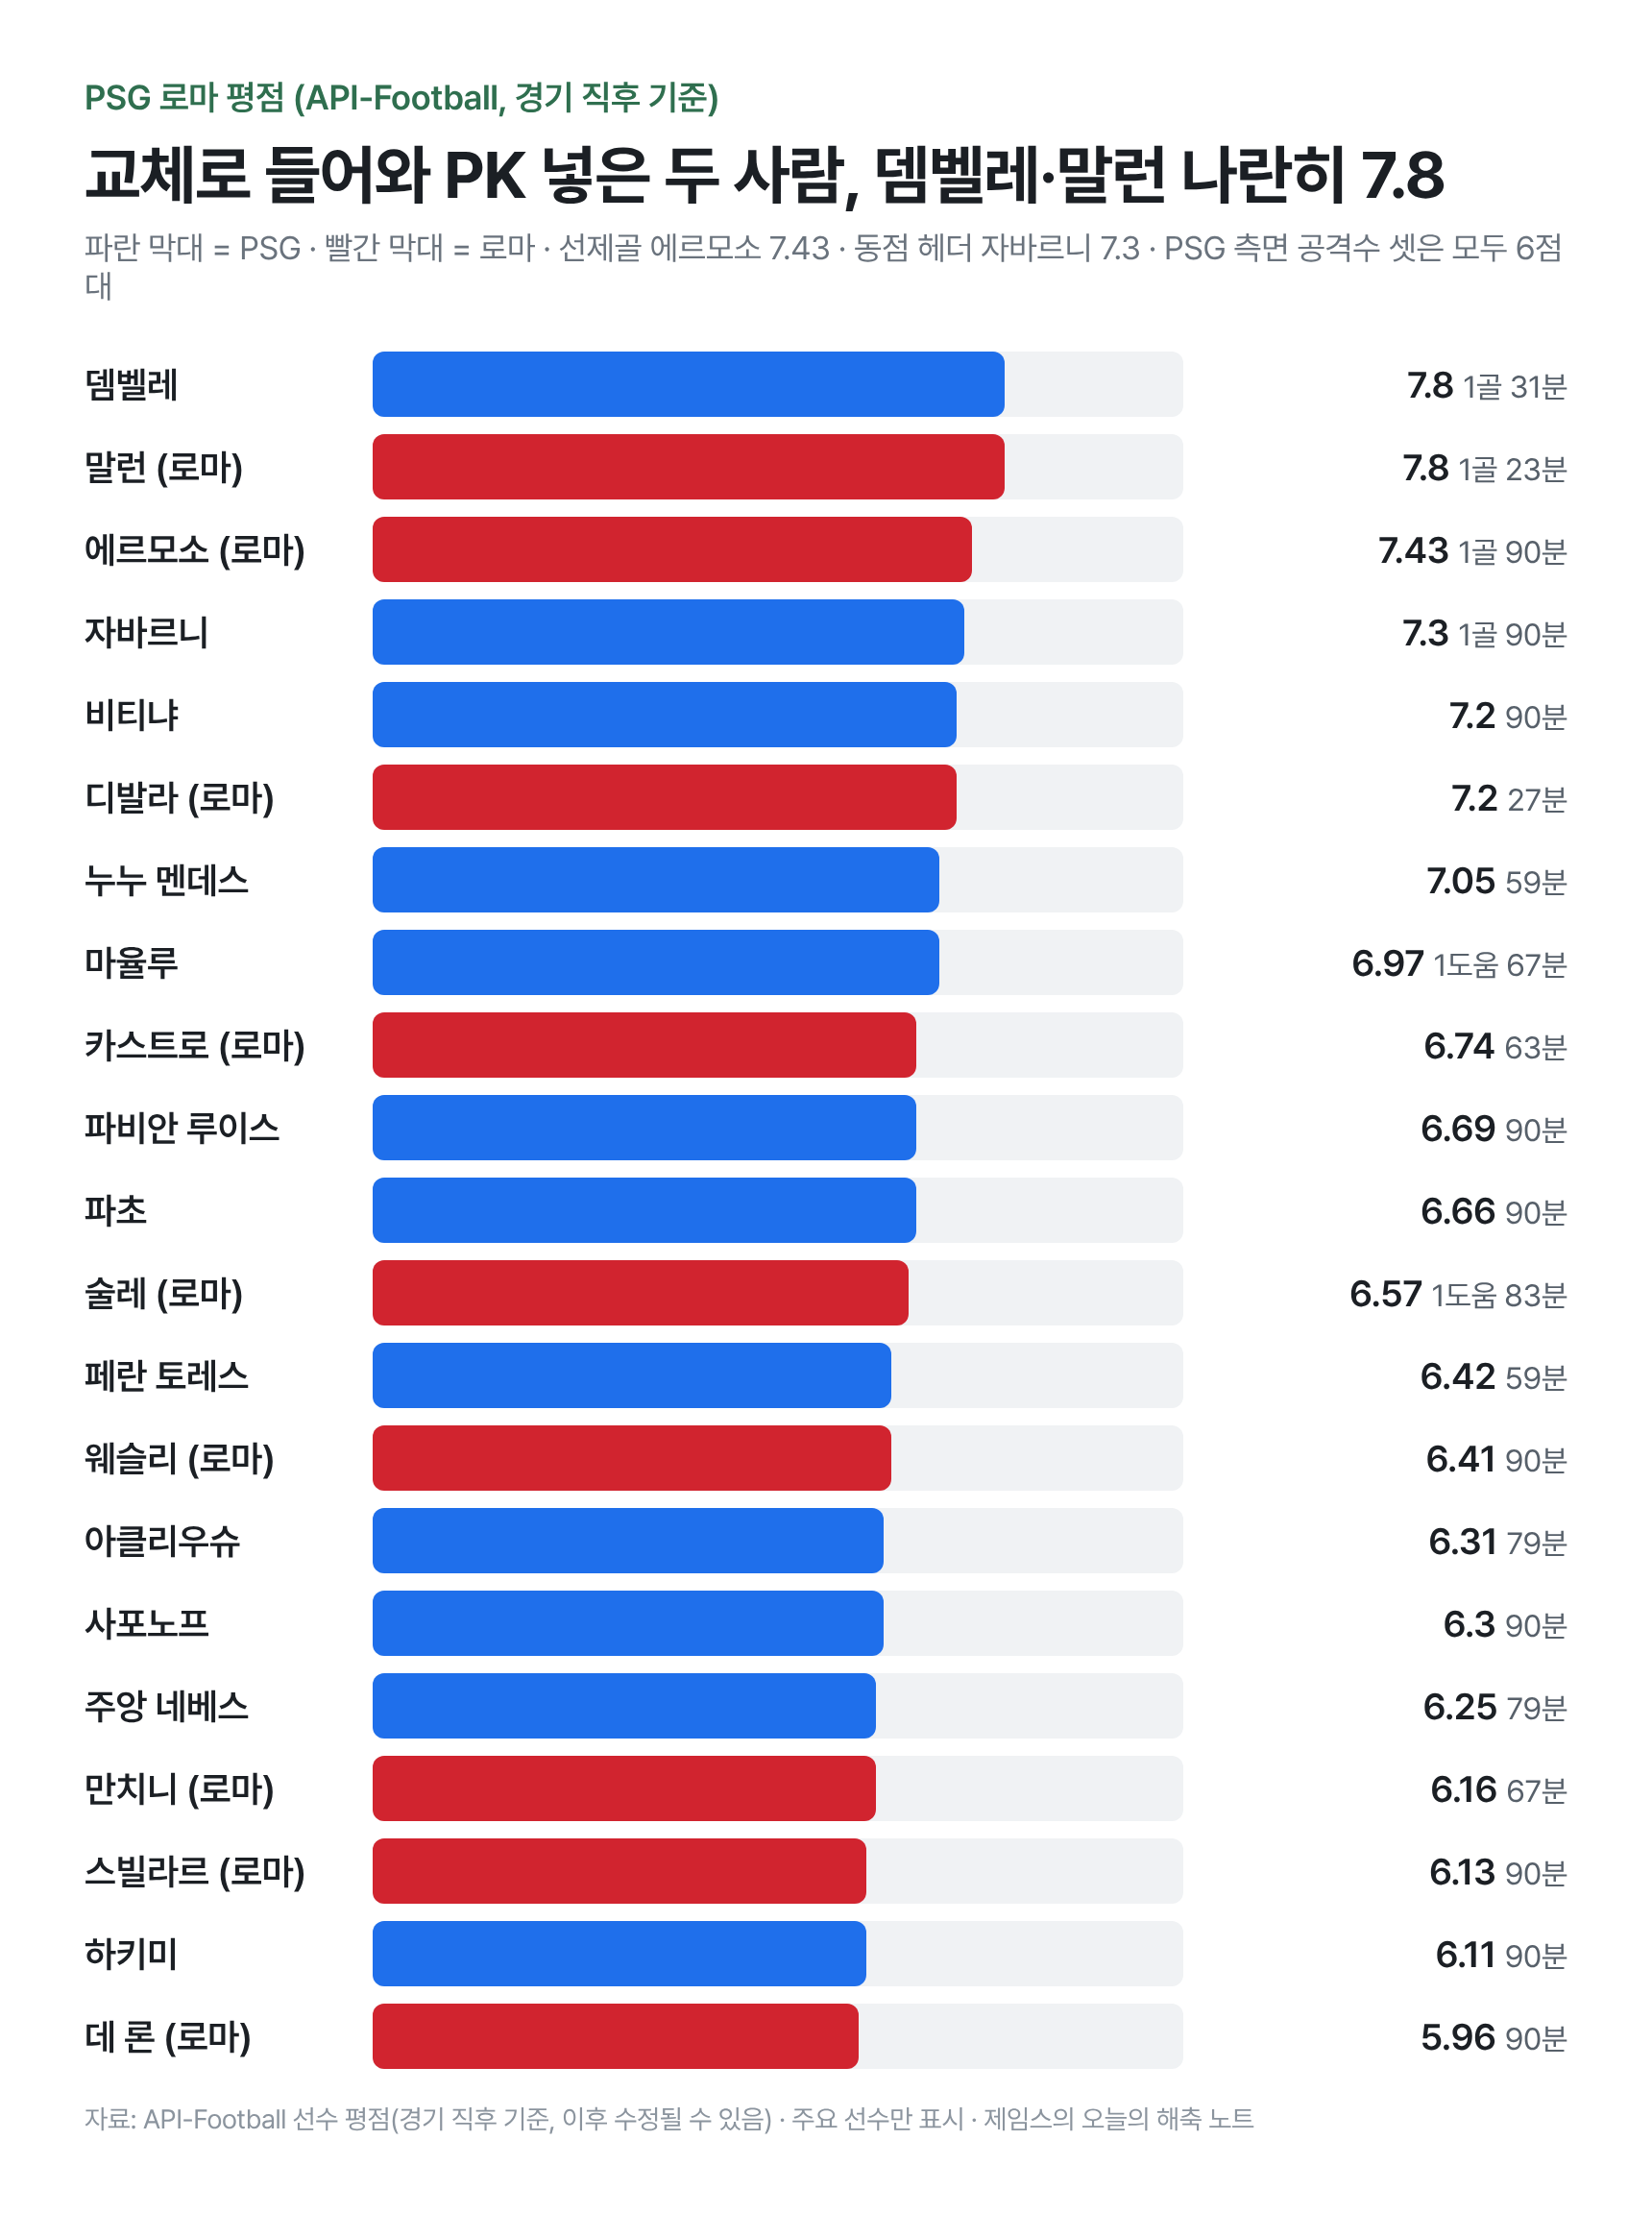 PSG 로마 평점 (API-Football, 경기 직후 기준)
교체로 들어와 PK 넣은 두 사람, 뎀벨레·말런 나란히 7.8
파란 막대 = PSG · 빨간 막대 = 로마 · 선제골 에르모소 7.43 · 동점 헤더 자바르니 7.3 · PSG 측면 공격수 셋은 모두 6점
대
뎀벨레 7.8 1골 31분
말런 (로마) 7.8 1골 23분
에르모소 (로마) 7.43 1골 90분
자바르니 7.3 1골 90분
비티냐 7.2 90분
디발라 (로마) 7.2 27분
누누 멘데스 7.05 59분
마율루 6.97 1도움 67분
카스트로 (로마) 6.74 63분
파비안 루이스 6.69 90분
파초 6.66 90분
술레 (로마) 6.57 1도움 83분
페란 토레스 6.42 59분
웨슬리 (로마) 6.41 90분
아클리우슈 6.31 79분
사포노프 6.3 90분
주앙 네베스 6.25 79분
만치니 (로마) 6.16 67분
스빌라르 (로마) 6.13 90분
하키미 6.11 90분
데 론 (로마) 5.96 90분
자료: API-Football 선수 평점(경기 직후 기준, 이후 수정될 수 있음) · 주요 선수만 표시 · 제임스의 오늘의 해축 노트